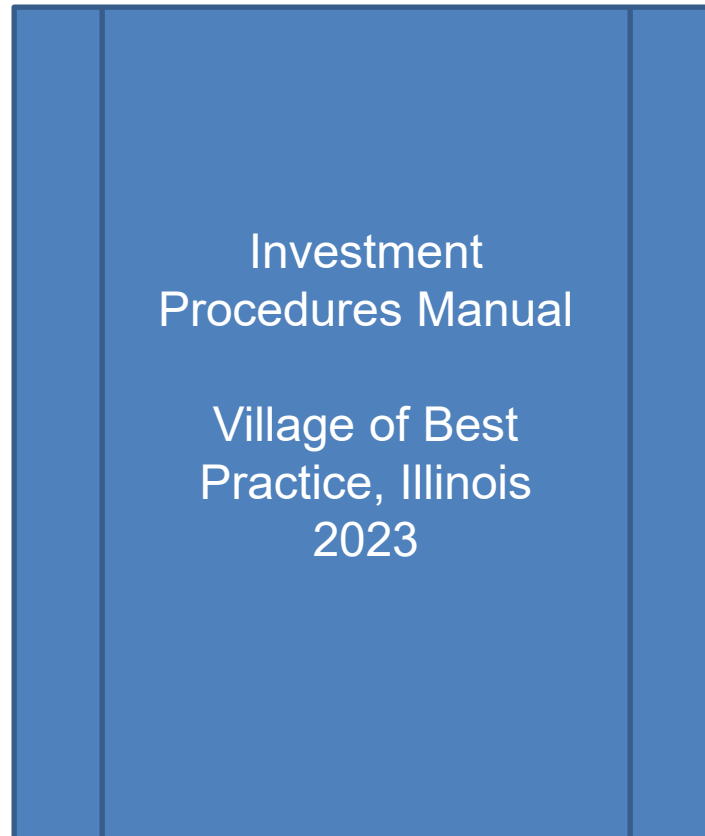 Investment
Procedures Manual
Village of Best
Practice, Illinois
2023